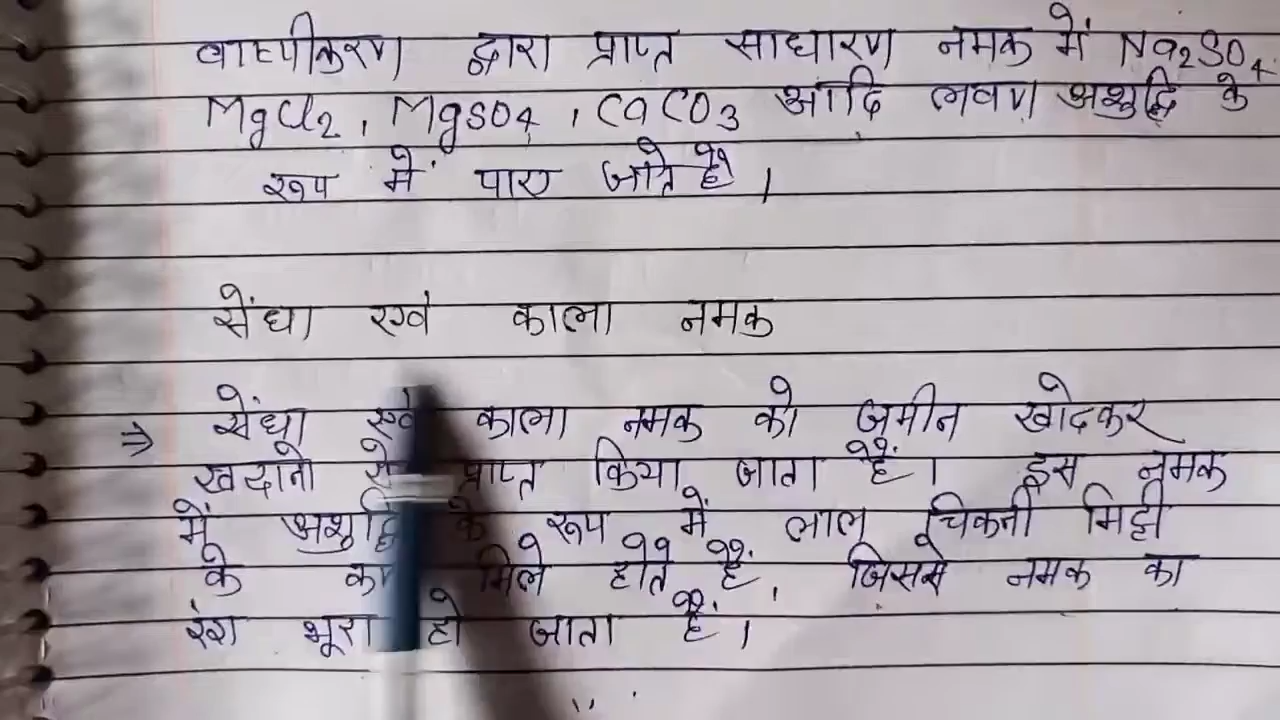 वाष्पीकरण द्वारा प्राप्त साधारण नमक में Na2SO4
MgCl2, MgSO4, CaCO3 आदि लवण अशुद्धि के
रूप में पाए जाते है।
सेंधा एवं काला नमक
⇒ सेंधा एवं काला नमक को जमीन खोदकर
खदानो से प्राप्त किया जाता हैं। इस नमक
में अशुद्धि के रूप में लाल चिकनी मिट्टी
के मिले होते हैं, जिससे नमक का
रंग भूरा हो जाता हैं।